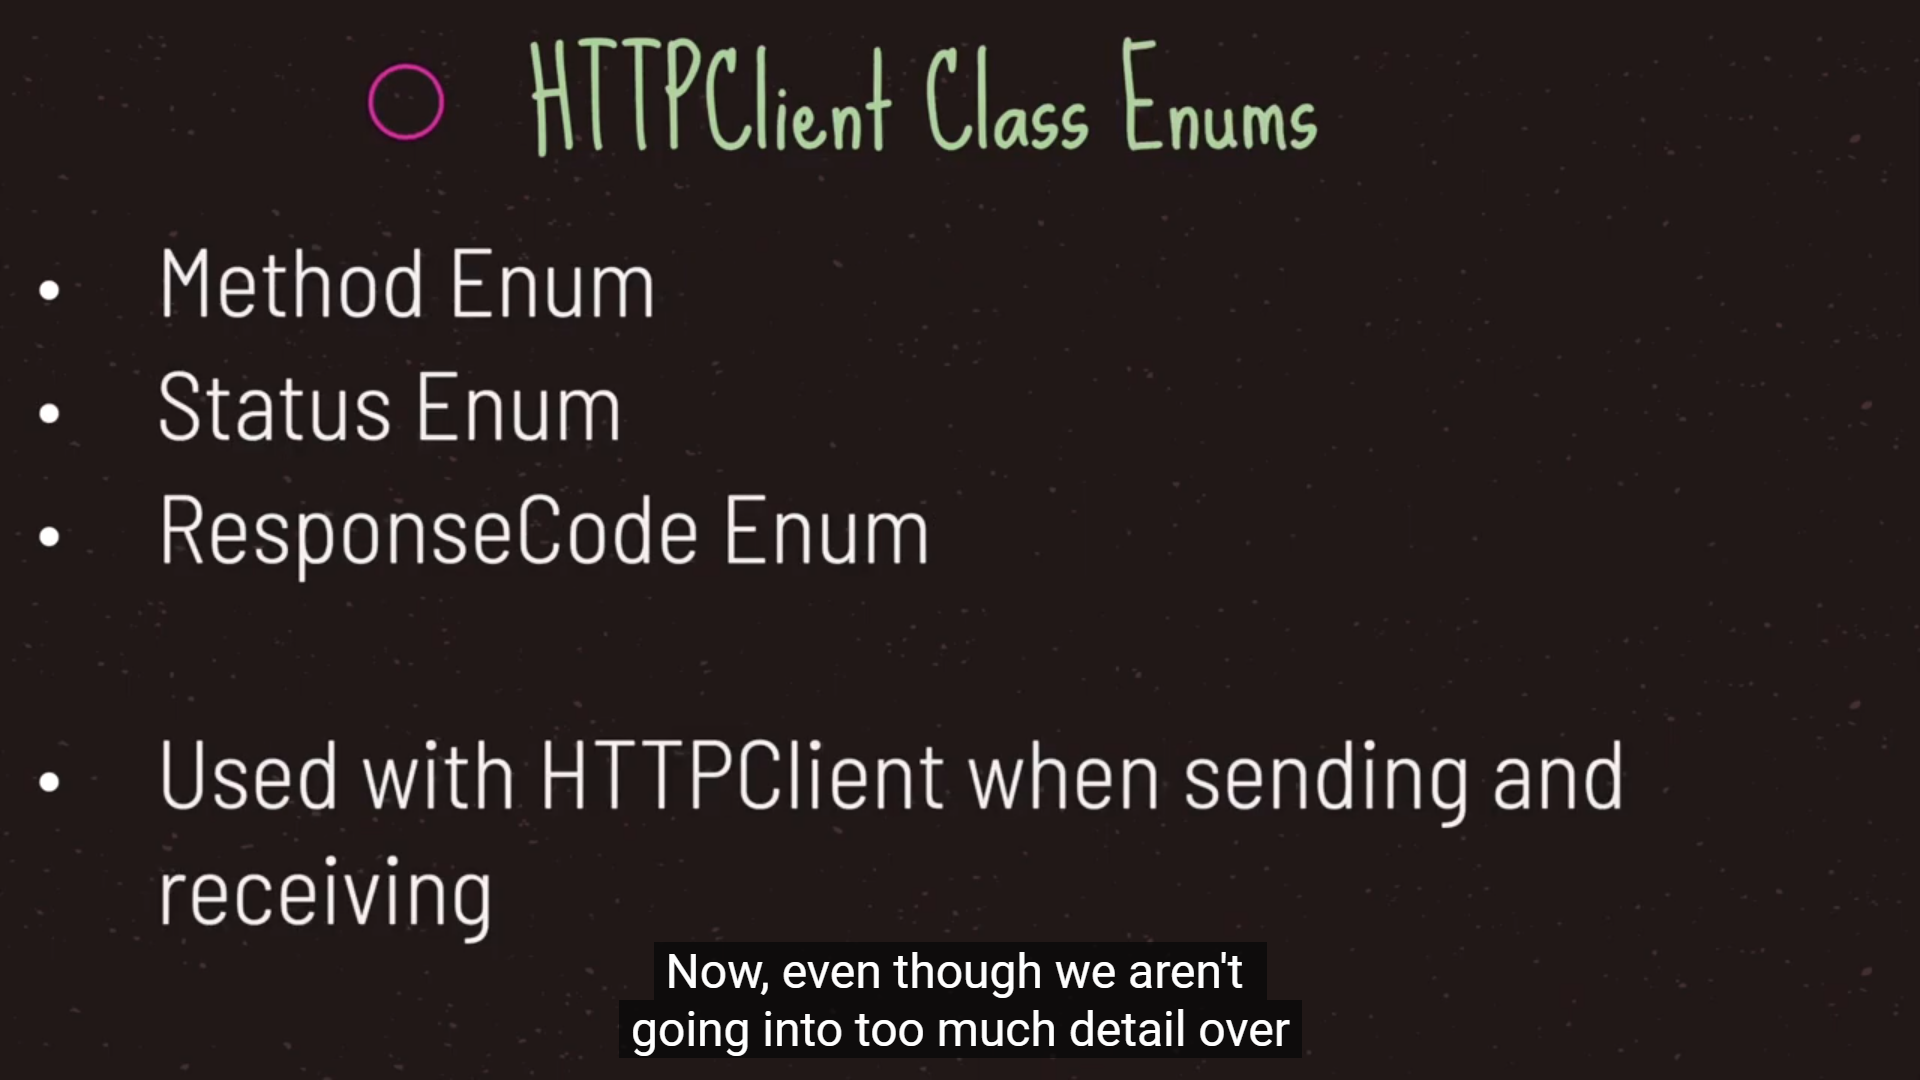 HTTPClient Class Enums
• Method Enum
• Status Enum
• ResponseCode Enum
• Used with HTTPClient when sending and
receiving
Now, even though we aren't
going into too much detail over